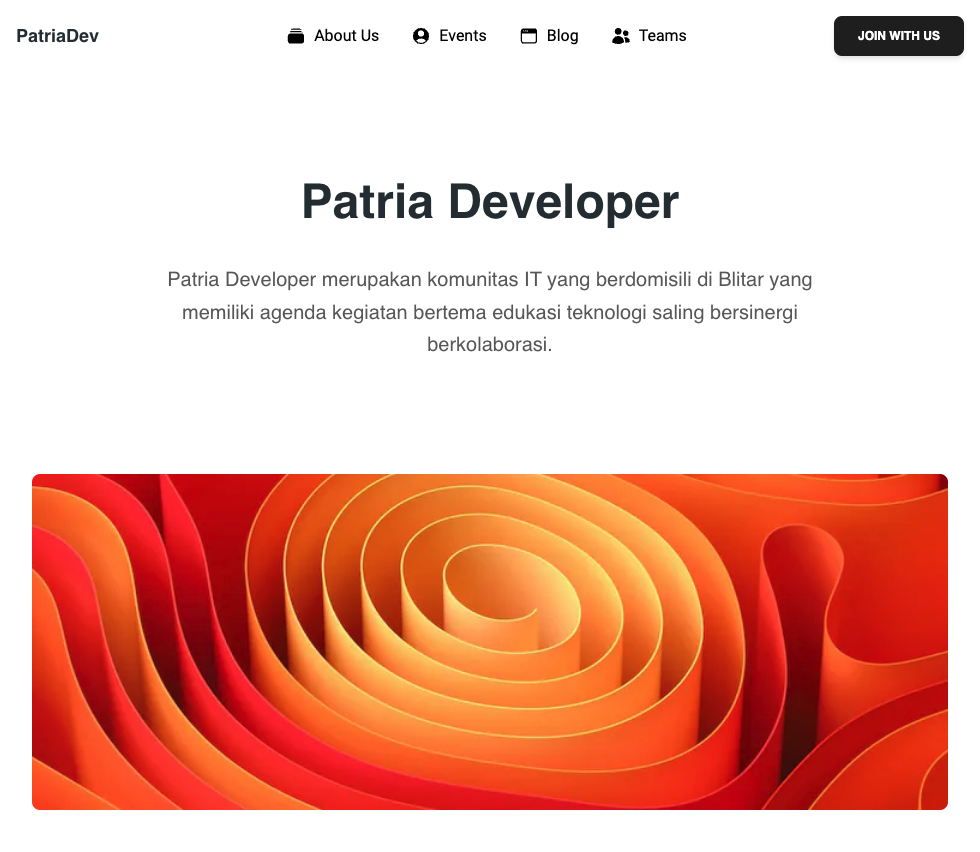 PatriaDev
About Us
Events
Blog
Teams
JOIN WITH US
Patria Developer
Patria Developer merupakan komunitas IT yang berdomisili di Blitar yang
memiliki agenda kegiatan bertema edukasi teknologi saling bersinergi
berkolaborasi.